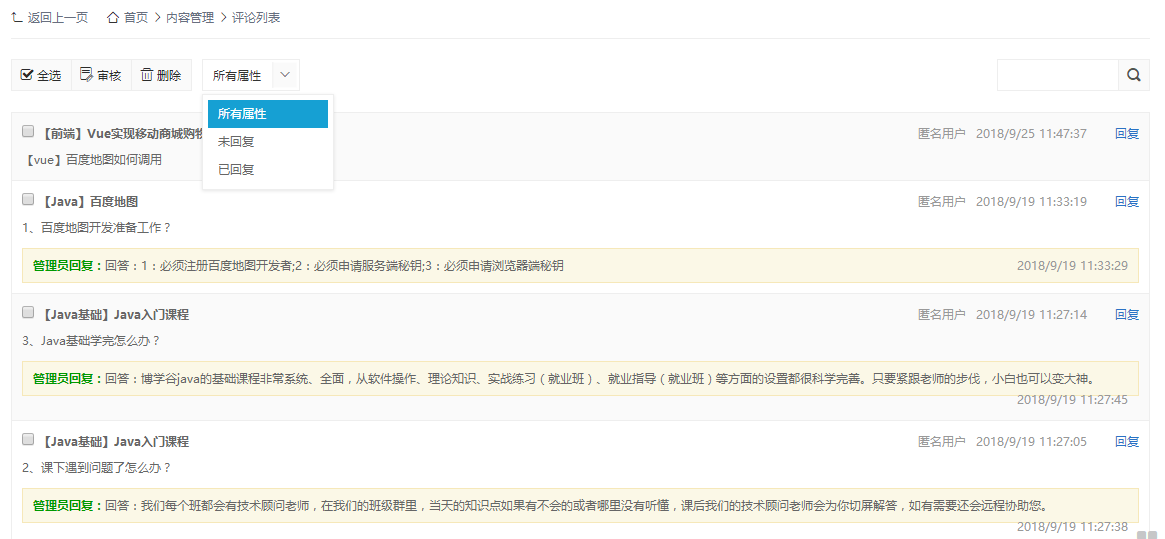 返回上一页 首页 > 内容管理 > 评论列表
全选 审核 删除 所有属性
所有属性
未回复
已回复
【前端】Vue实现移动商城购物 匿名用户 2018/9/25 11:47:37 回复
【vue】百度地图如何调用
【Java】百度地图 匿名用户 2018/9/19 11:33:19 回复
1、百度地图开发准备工作？
管理员回复：回答：1：必须注册百度地图开发者;2：必须申请服务端秘钥;3：必须申请浏览器端秘钥 2018/9/19 11:33:29
【Java基础】Java入门课程 匿名用户 2018/9/19 11:27:14 回复
3、Java基础学完怎么办？
管理员回复：回答：博学谷java的基础课程非常系统、全面，从软件操作、理论知识、实战练习（就业班）、就业指导（就业班）等方面的设置都很科学完善。只要紧跟老师的步伐，小白也可以变大神。
2018/9/19 11:27:45
【Java基础】Java入门课程 匿名用户 2018/9/19 11:27:05 回复
2、课下遇到问题了怎么办？
管理员回复：回答：我们每个班都会有技术顾问老师，在我们的班级群里，当天的知识点如果有不会的或者哪里没有听懂，课后我们的技术顾问老师会为你切屏解答，如有需要还会远程协助您。
2018/9/19 11:27:38